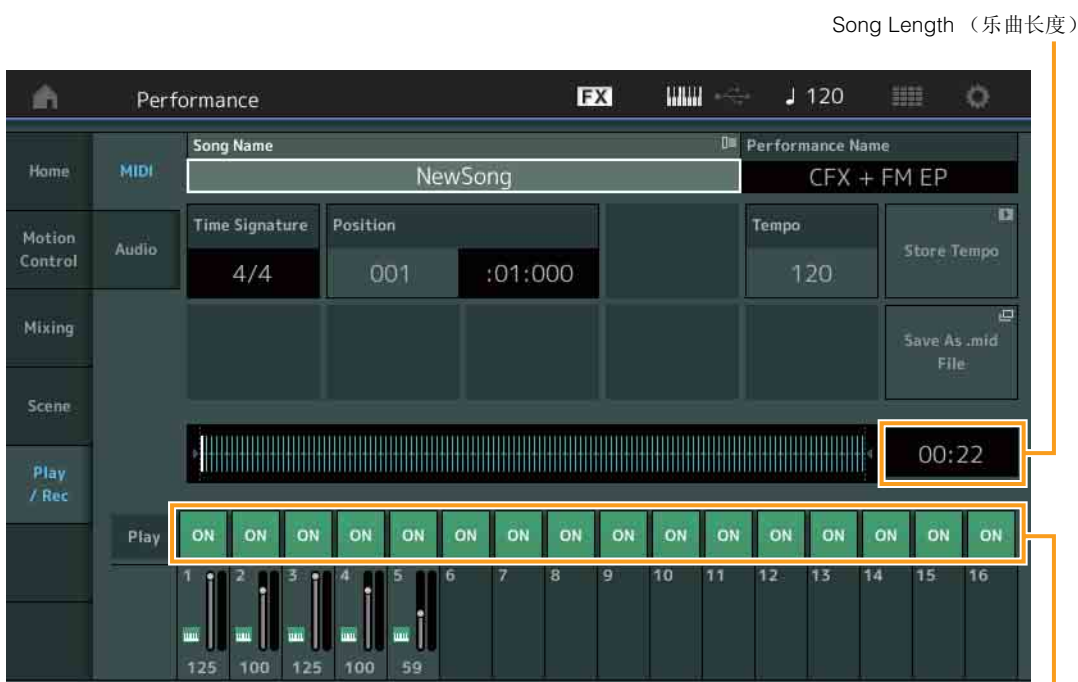 Song Length （乐曲长度）
Performance FX ♩ 120
Home
MIDI
Song Name
NewSong
Performance Name
CFX + FM EP
Motion
Control
Audio
Time Signature
4/4
Position
001 :01:000
Tempo
120
Store Tempo
Mixing
Save As .mid
File
Scene
00:22
Play
/ Rec
Play ON ON ON ON ON ON ON ON ON ON ON ON ON ON ON ON
1 2 3 4 5 6 7 8 9 10 11 12 13 14 15 16
125 100 125 100 59